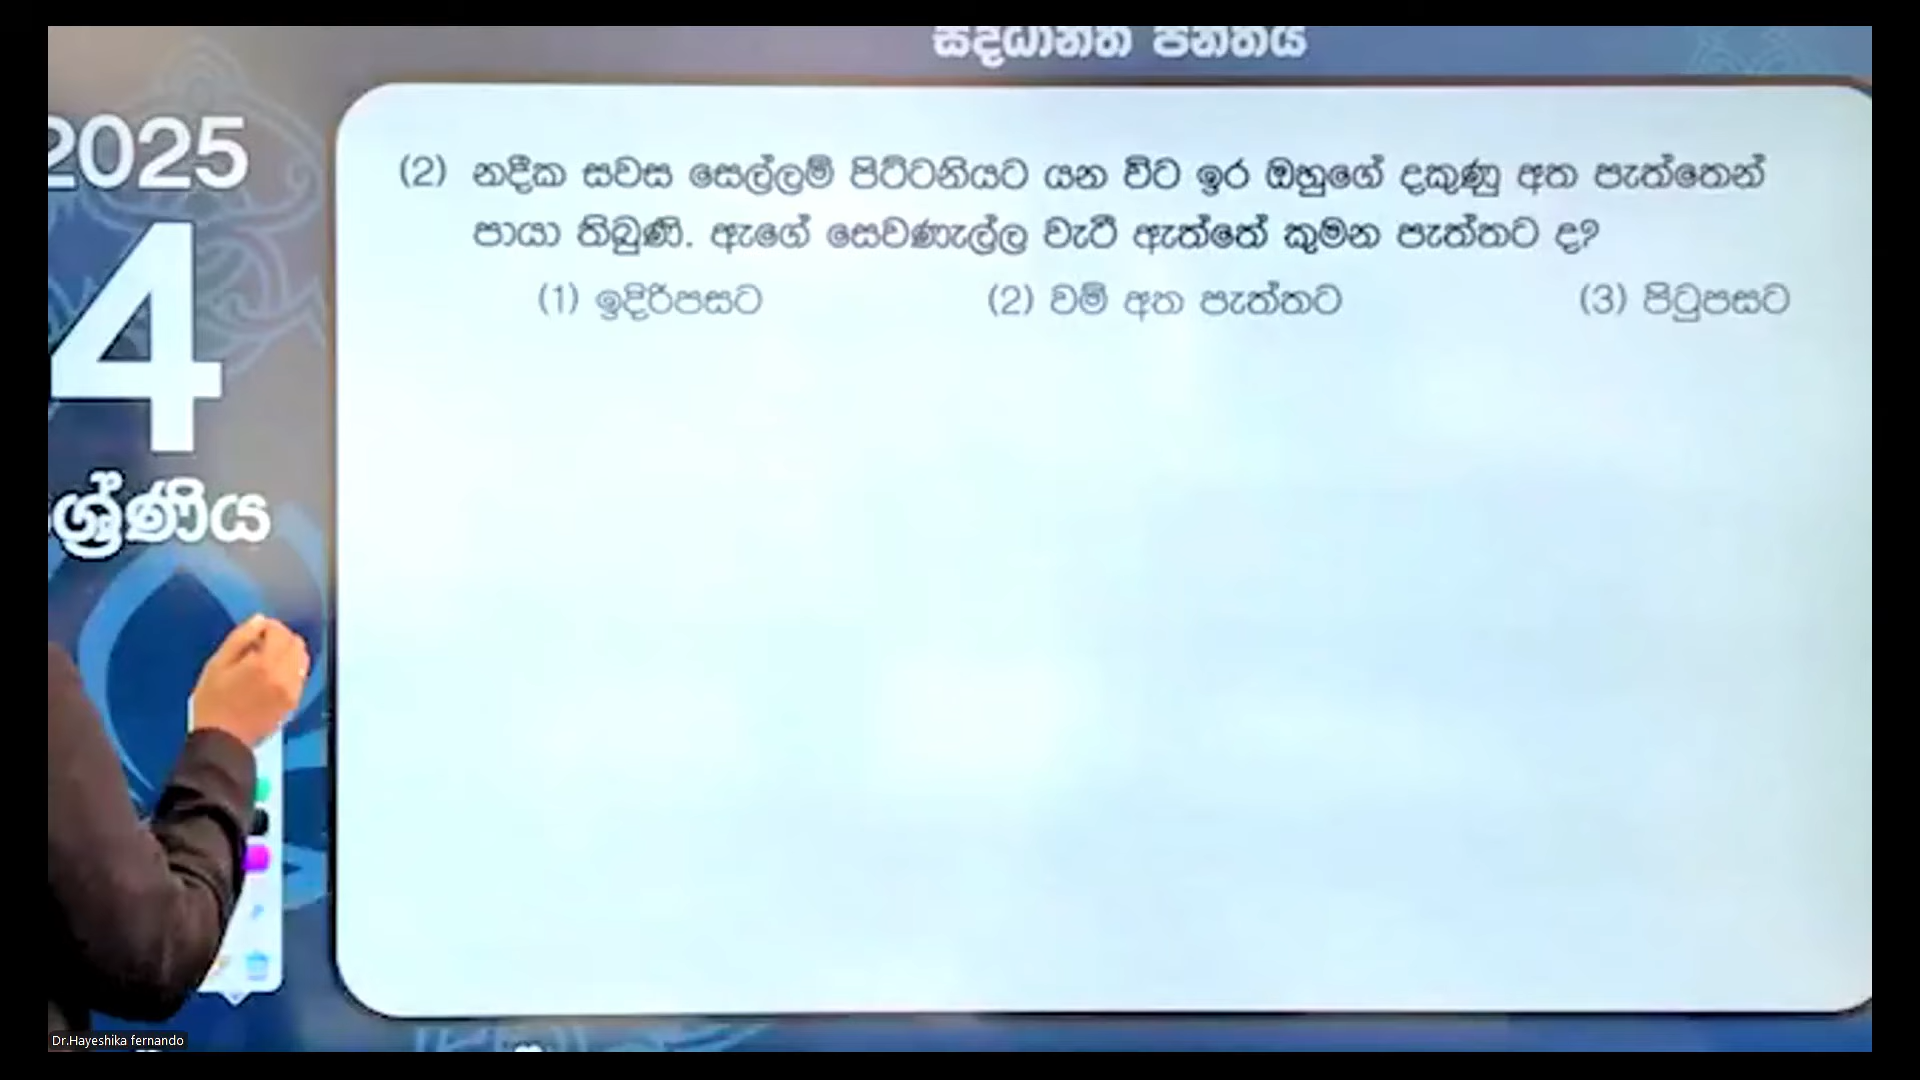 සිද්ධාන්ත පන්තිය
2025
4
ශ්‍රේණිය
(2) නදීක සවස සෙල්ලම් පිට්ටනියට යන විට ඉර ඔහුගේ දකුණු අත පැත්තෙන්
පායා තිබුණි. ඇගේ සෙවණැල්ල වැටී ඇත්තේ කුමන පැත්තට ද?
(1) ඉදිරිපසට (2) වම් අත පැත්තට (3) පිටුපසට
Dr.Hayeshika fernando